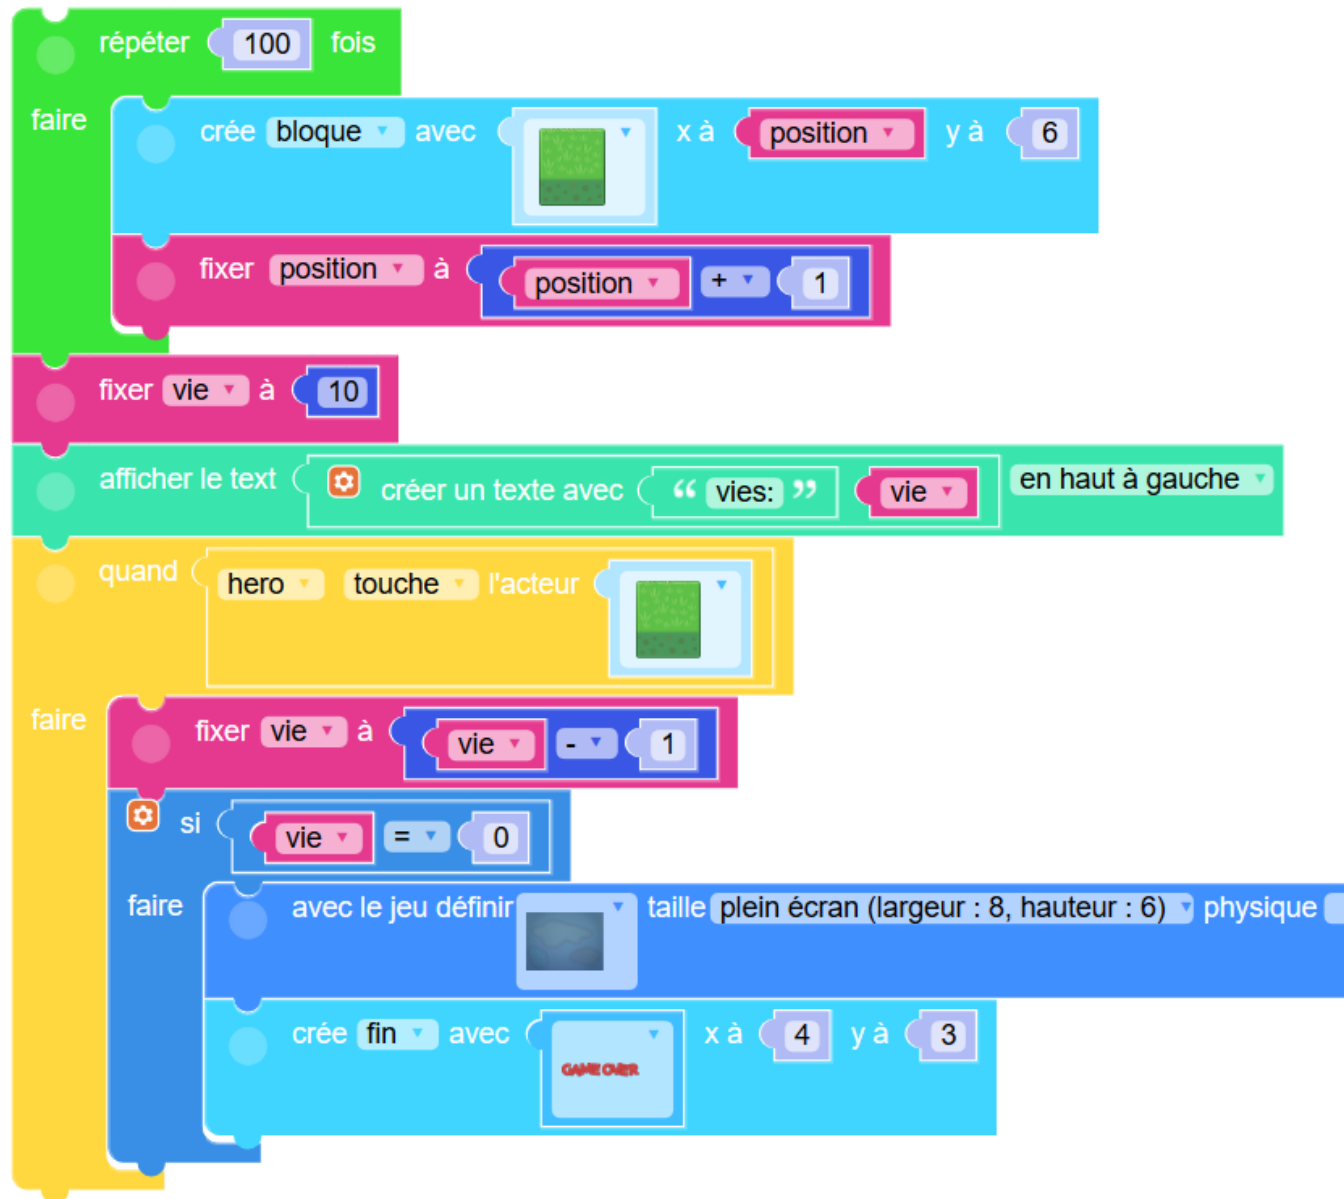 répéter 100 fois
faire
crée bloque avec x à position y à 6
fixer position à position + 1
fixer vie à 10
afficher le text créer un texte avec “ vies: ” vie en haut à gauche
quand hero touche l'acteur
faire
fixer vie à vie - 1
si vie = 0
faire
avec le jeu définir taille plein écran (largeur : 8, hauteur : 6) physique
crée fin avec GAME OVER x à 4 y à 3